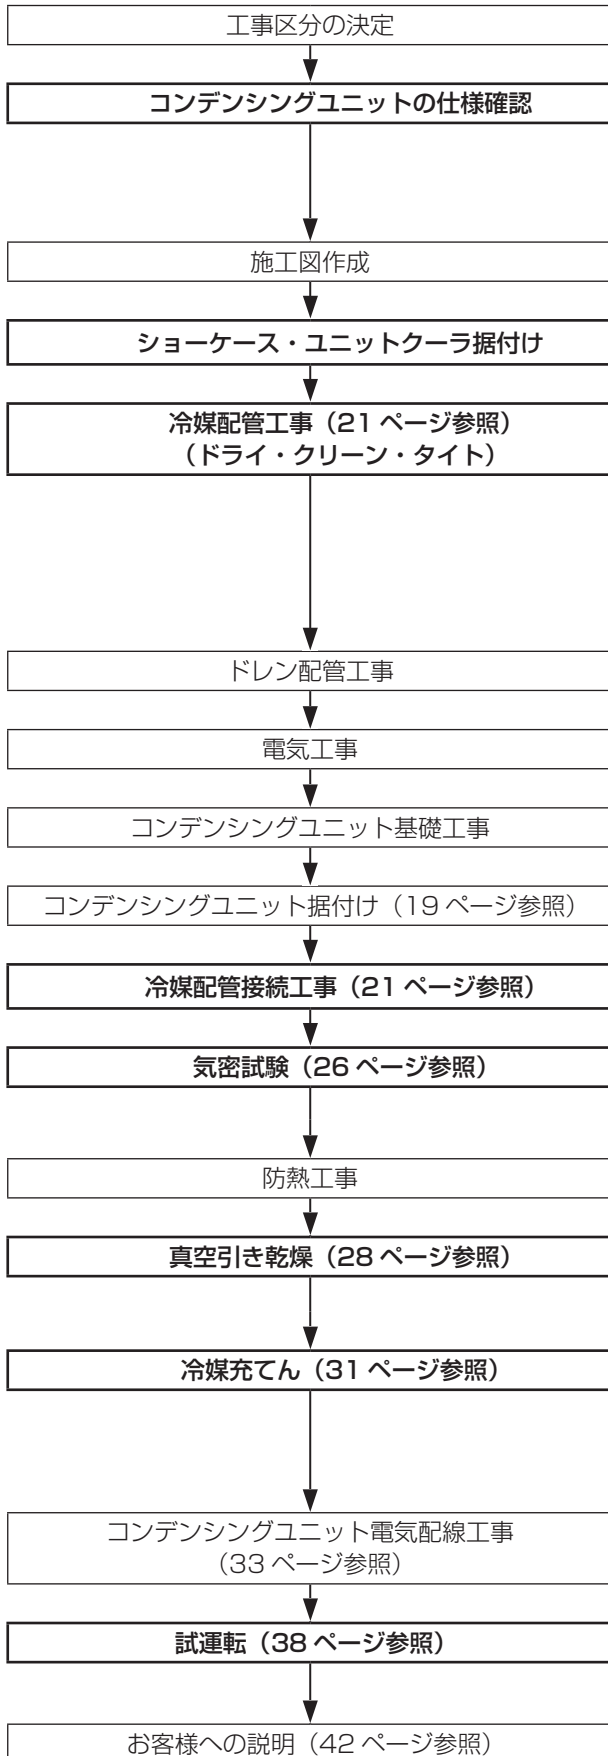 工事区分の決定
コンデンシングユニットの仕様確認
施工図作成
ショーケース・ユニットクーラ据付け
冷媒配管工事（21 ページ参照）
（ドライ・クリーン・タイト）
ドレン配管工事
電気工事
コンデンシングユニット基礎工事
コンデンシングユニット据付け（19 ページ参照）
冷媒配管接続工事（21 ページ参照）
気密試験（26 ページ参照）
防熱工事
真空引き乾燥（28 ページ参照）
冷媒充てん（31 ページ参照）
コンデンシングユニット電気配線工事
（33 ページ参照）
試運転（38 ページ参照）
お客様への説明（42 ページ参照）